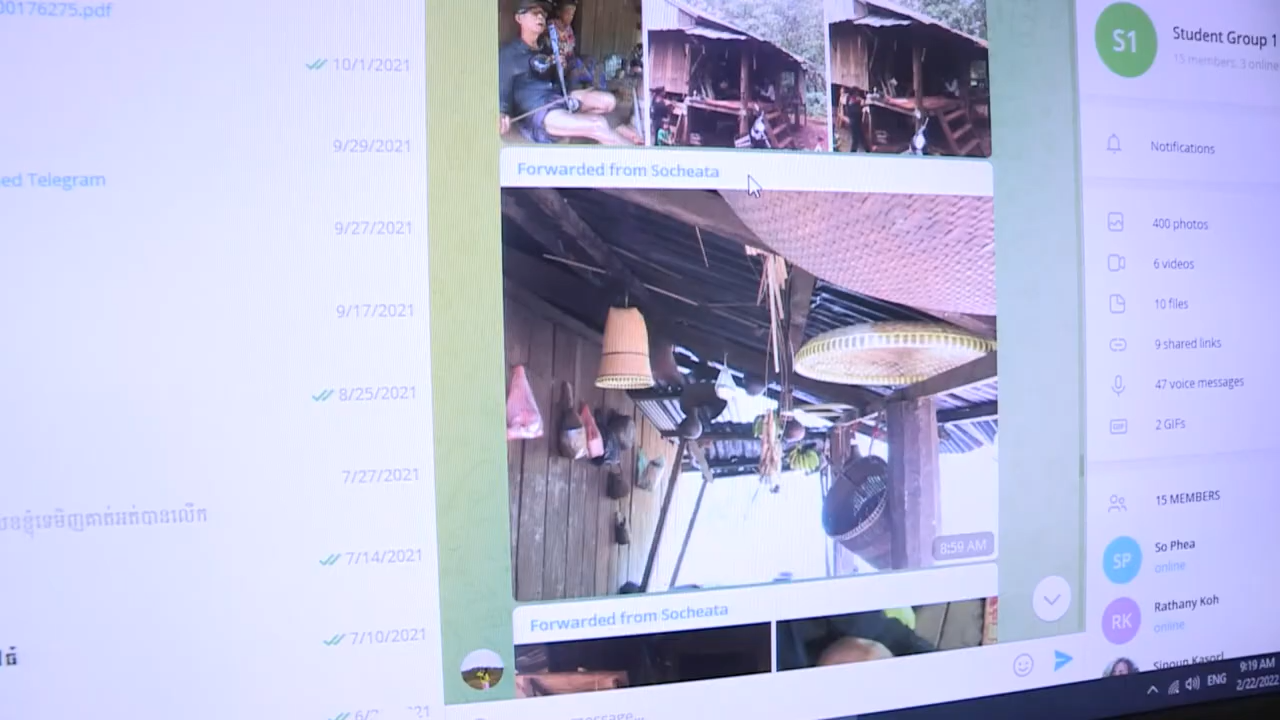 00176275.pdf
10/1/2021
9/29/2021
ed Telegram
9/27/2021
9/17/2021
8/25/2021
7/27/2021
7/14/2021
7/10/2021
Forwarded from Socheata
8:59 AM
Forwarded from Socheata
S1
Student Group 1
15 members, 3 online
Notifications
400 photos
6 videos
10 files
9 shared links
47 voice messages
GIF
2 GIFs
15 MEMBERS
SP
So Phea
online
RK
Rathany Koh
online
ENG
9:19 AM
2/22/2022